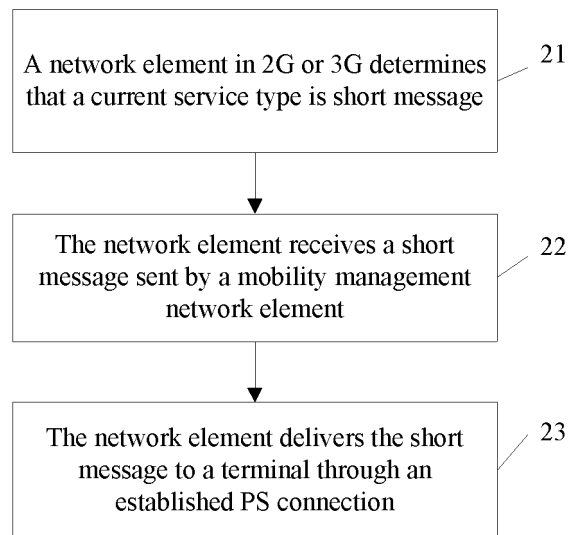 A network element in 2G or 3G determines
that a current service type is short message
21
The network element receives a short
message sent by a mobility management
network element
22
The network element delivers the short
message to a terminal through an
established PS connection
23